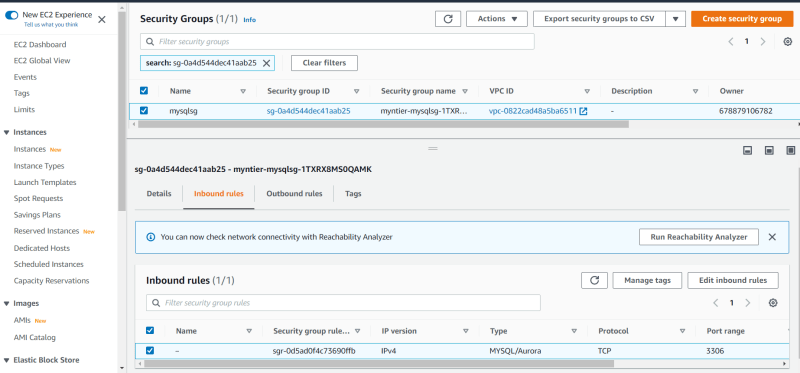 New EC2 Experience
Tell us what you think
EC2 Dashboard
EC2 Global View
Events
Tags
Limits
Instances
Instances New
Instance Types
Launch Templates
Spot Requests
Savings Plans
Reserved Instances New
Dedicated Hosts
Scheduled Instances
Capacity Reservations
Images
AMIs New
AMI Catalog
Elastic Block Store
Security Groups (1/1) Info
Actions
Export security groups to CSV
Create security group
Filter security groups
1
search: sg-0a4d544dec41aab25
Clear filters
Name Security group ID Security group name VPC ID Description Owner
mysqlsg sg-0a4d544dec41aab25 myntier-mysqlsg-1TXR... vpc-0822cad48a5ba6511 – 678879106782
sg-0a4d544dec41aab25 - myntier-mysqlsg-1TXRX8MS0QAMK
Details Inbound rules Outbound rules Tags
You can now check network connectivity with Reachability Analyzer
Run Reachability Analyzer
Inbound rules (1/1)
Manage tags
Edit inbound rules
Filter security group rules
1
Name Security group rule... IP version Type Protocol Port range
– sgr-0d5ad0f4c73690ffb IPv4 MYSQL/Aurora TCP 3306